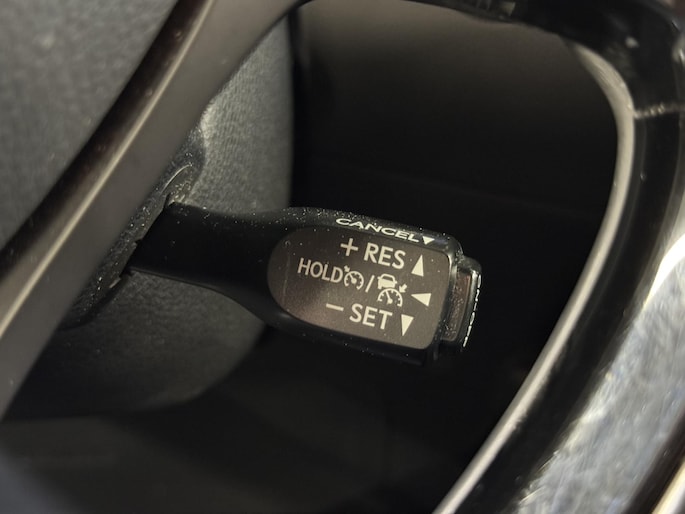 CANCEL▼
+ RES ▲
HOLD /
– SET ▼